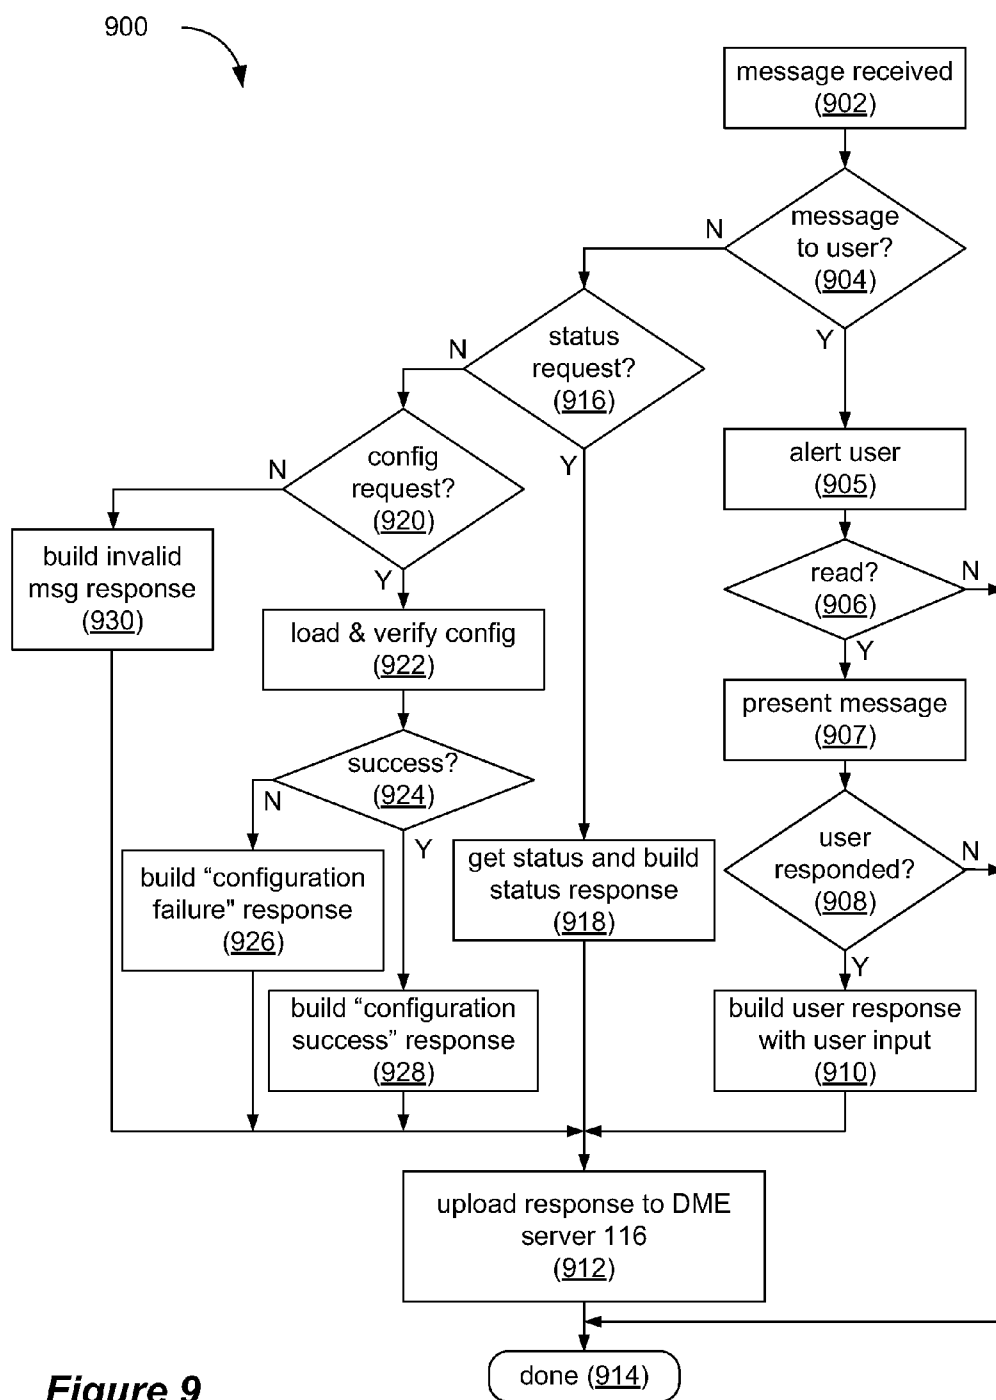 900
message received
(902)
message
to user?
(904)
N
Y
status
request?
(916)
N
Y
config
request?
(920)
N
Y
alert user
(905)
read?
(906)
N
Y
build invalid
msg response
(930)
load & verify config
(922)
present message
(907)
success?
(924)
N
Y
user
responded?
(908)
N
Y
get status and build
status response
(918)
build “configuration
failure" response
(926)
build “configuration
success” response
(928)
build user response
with user input
(910)
upload response to DME
server 116
(912)
done (914)
Figure 9